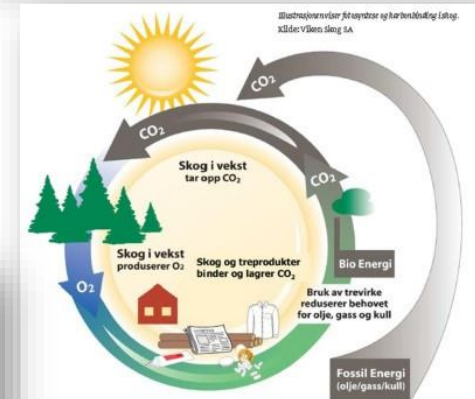 Illustrasjonen viser fotosyntese og karbonbinding i skog.
Kilde: Viken Skog SA
CO₂
CO₂
CO₂
Skog i vekst
tar opp CO₂
Skog i vekst
produserer O₂
Skog og treprodukter
binder og lagrer CO₂
O₂
Bio Energi
Bruk av trevirke
reduserer behovet
for olje, gass og kull
Fossil Energi
(olje/gass/kull)